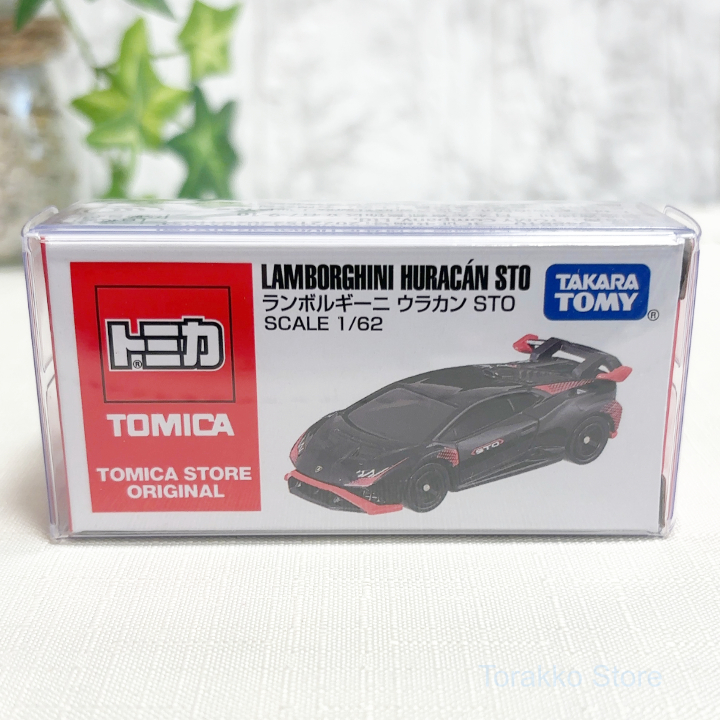 LAMBORGHINI HURACÁN STO
ランボルギーニ ウラカン STO
SCALE 1/62
TAKARA
TOMY
®
トミカ
®
TOMICA
TOMICA STORE
ORIGINAL
STO
Torakko Store